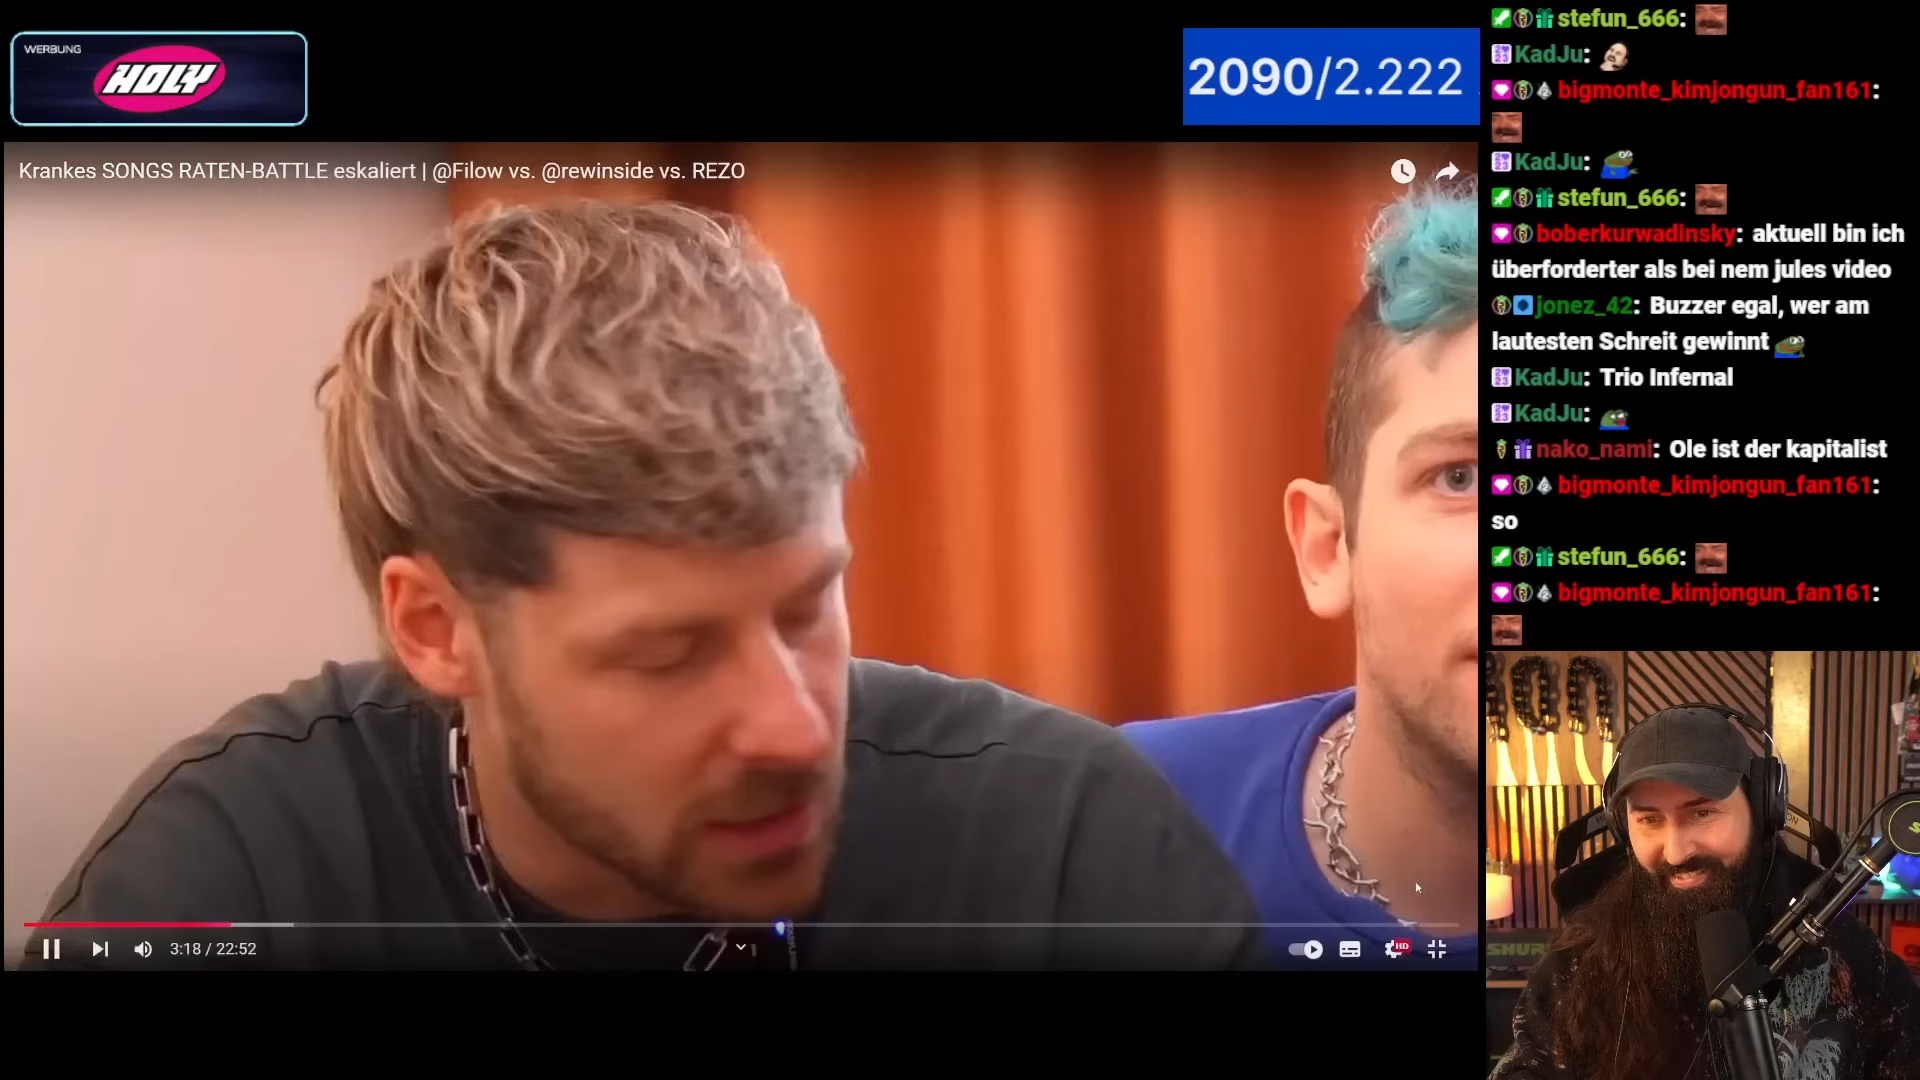 WERBUNG
HOLY
2090/2.222
Krankes SONGS RATEN-BATTLE eskaliert | @Filow vs. @rewinside vs. REZO
3:18 / 22:52
HD
stefun_666:
KadJu:
bigmonte_kimjongun_fan161:
KadJu:
stefun_666:
boberkurwadinsky: aktuell bin ich
überforderter als bei nem jules video
jonez_42: Buzzer egal, wer am
lautesten Schreit gewinnt
KadJu: Trio Infernal
KadJu:
nako_nami: Ole ist der kapitalist
bigmonte_kimjongun_fan161:
so
stefun_666:
bigmonte_kimjongun_fan161:
SHURE